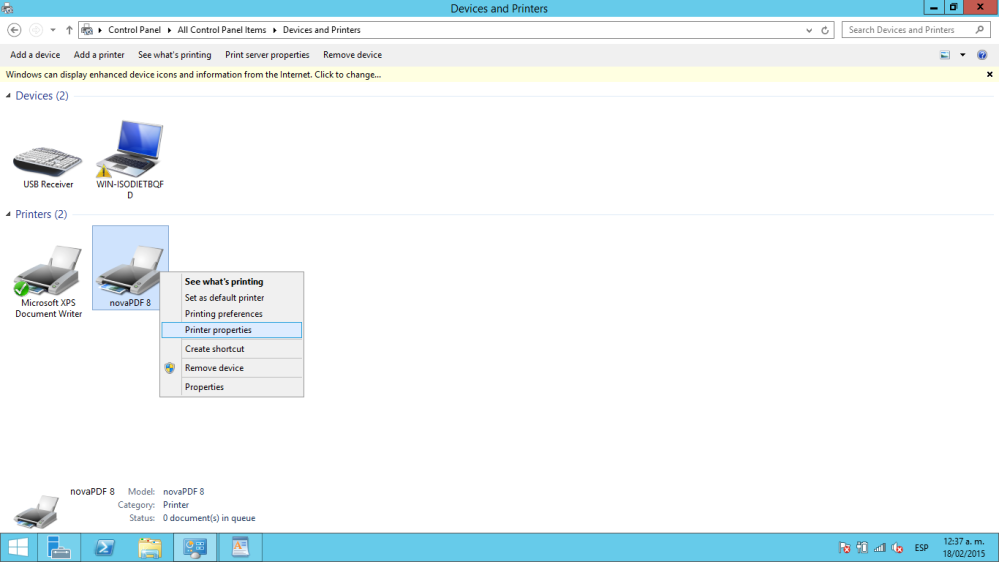 Devices and Printers
Control Panel Devices and Printers All Control Panel Items
Search Devices and Printers
Add a device Add a printer See what's printing Print server properties Remove device
Windows can display enhanced device icons and information from the Internet. Click to change...
Devices (2)
USB Receiver
WIN-ISODIETBQF
D
Printers (2)
Microsoft XPS
Document Writer
novaPDF 8
See what's printing
Set as default printer
Printing preferences
Printer properties
Create shortcut
Remove device
Properties
novaPDF 8 Model: novaPDF 8
Category: Printer
Status: 0 document(s) in queue
ESP
12:37 a. m.
18/02/2015